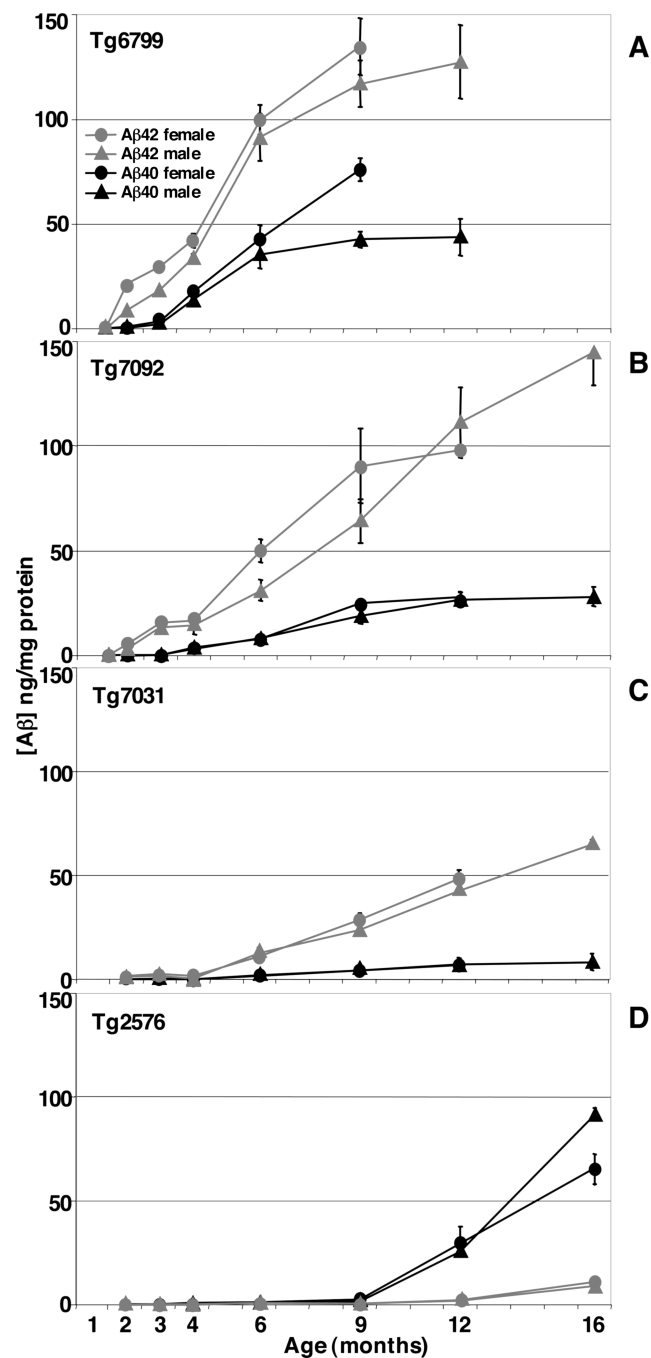 150
Tg6799
A
100
Aβ42 female
Aβ42 male
Aβ40 female
Aβ40 male
50
0
150
Tg7092
B
100
50
0
[Aβ] ng/mg protein
150
Tg7031
C
100
50
0
150
Tg2576
D
100
50
0
1 2 3 4 6 9 12 16
Age (months)